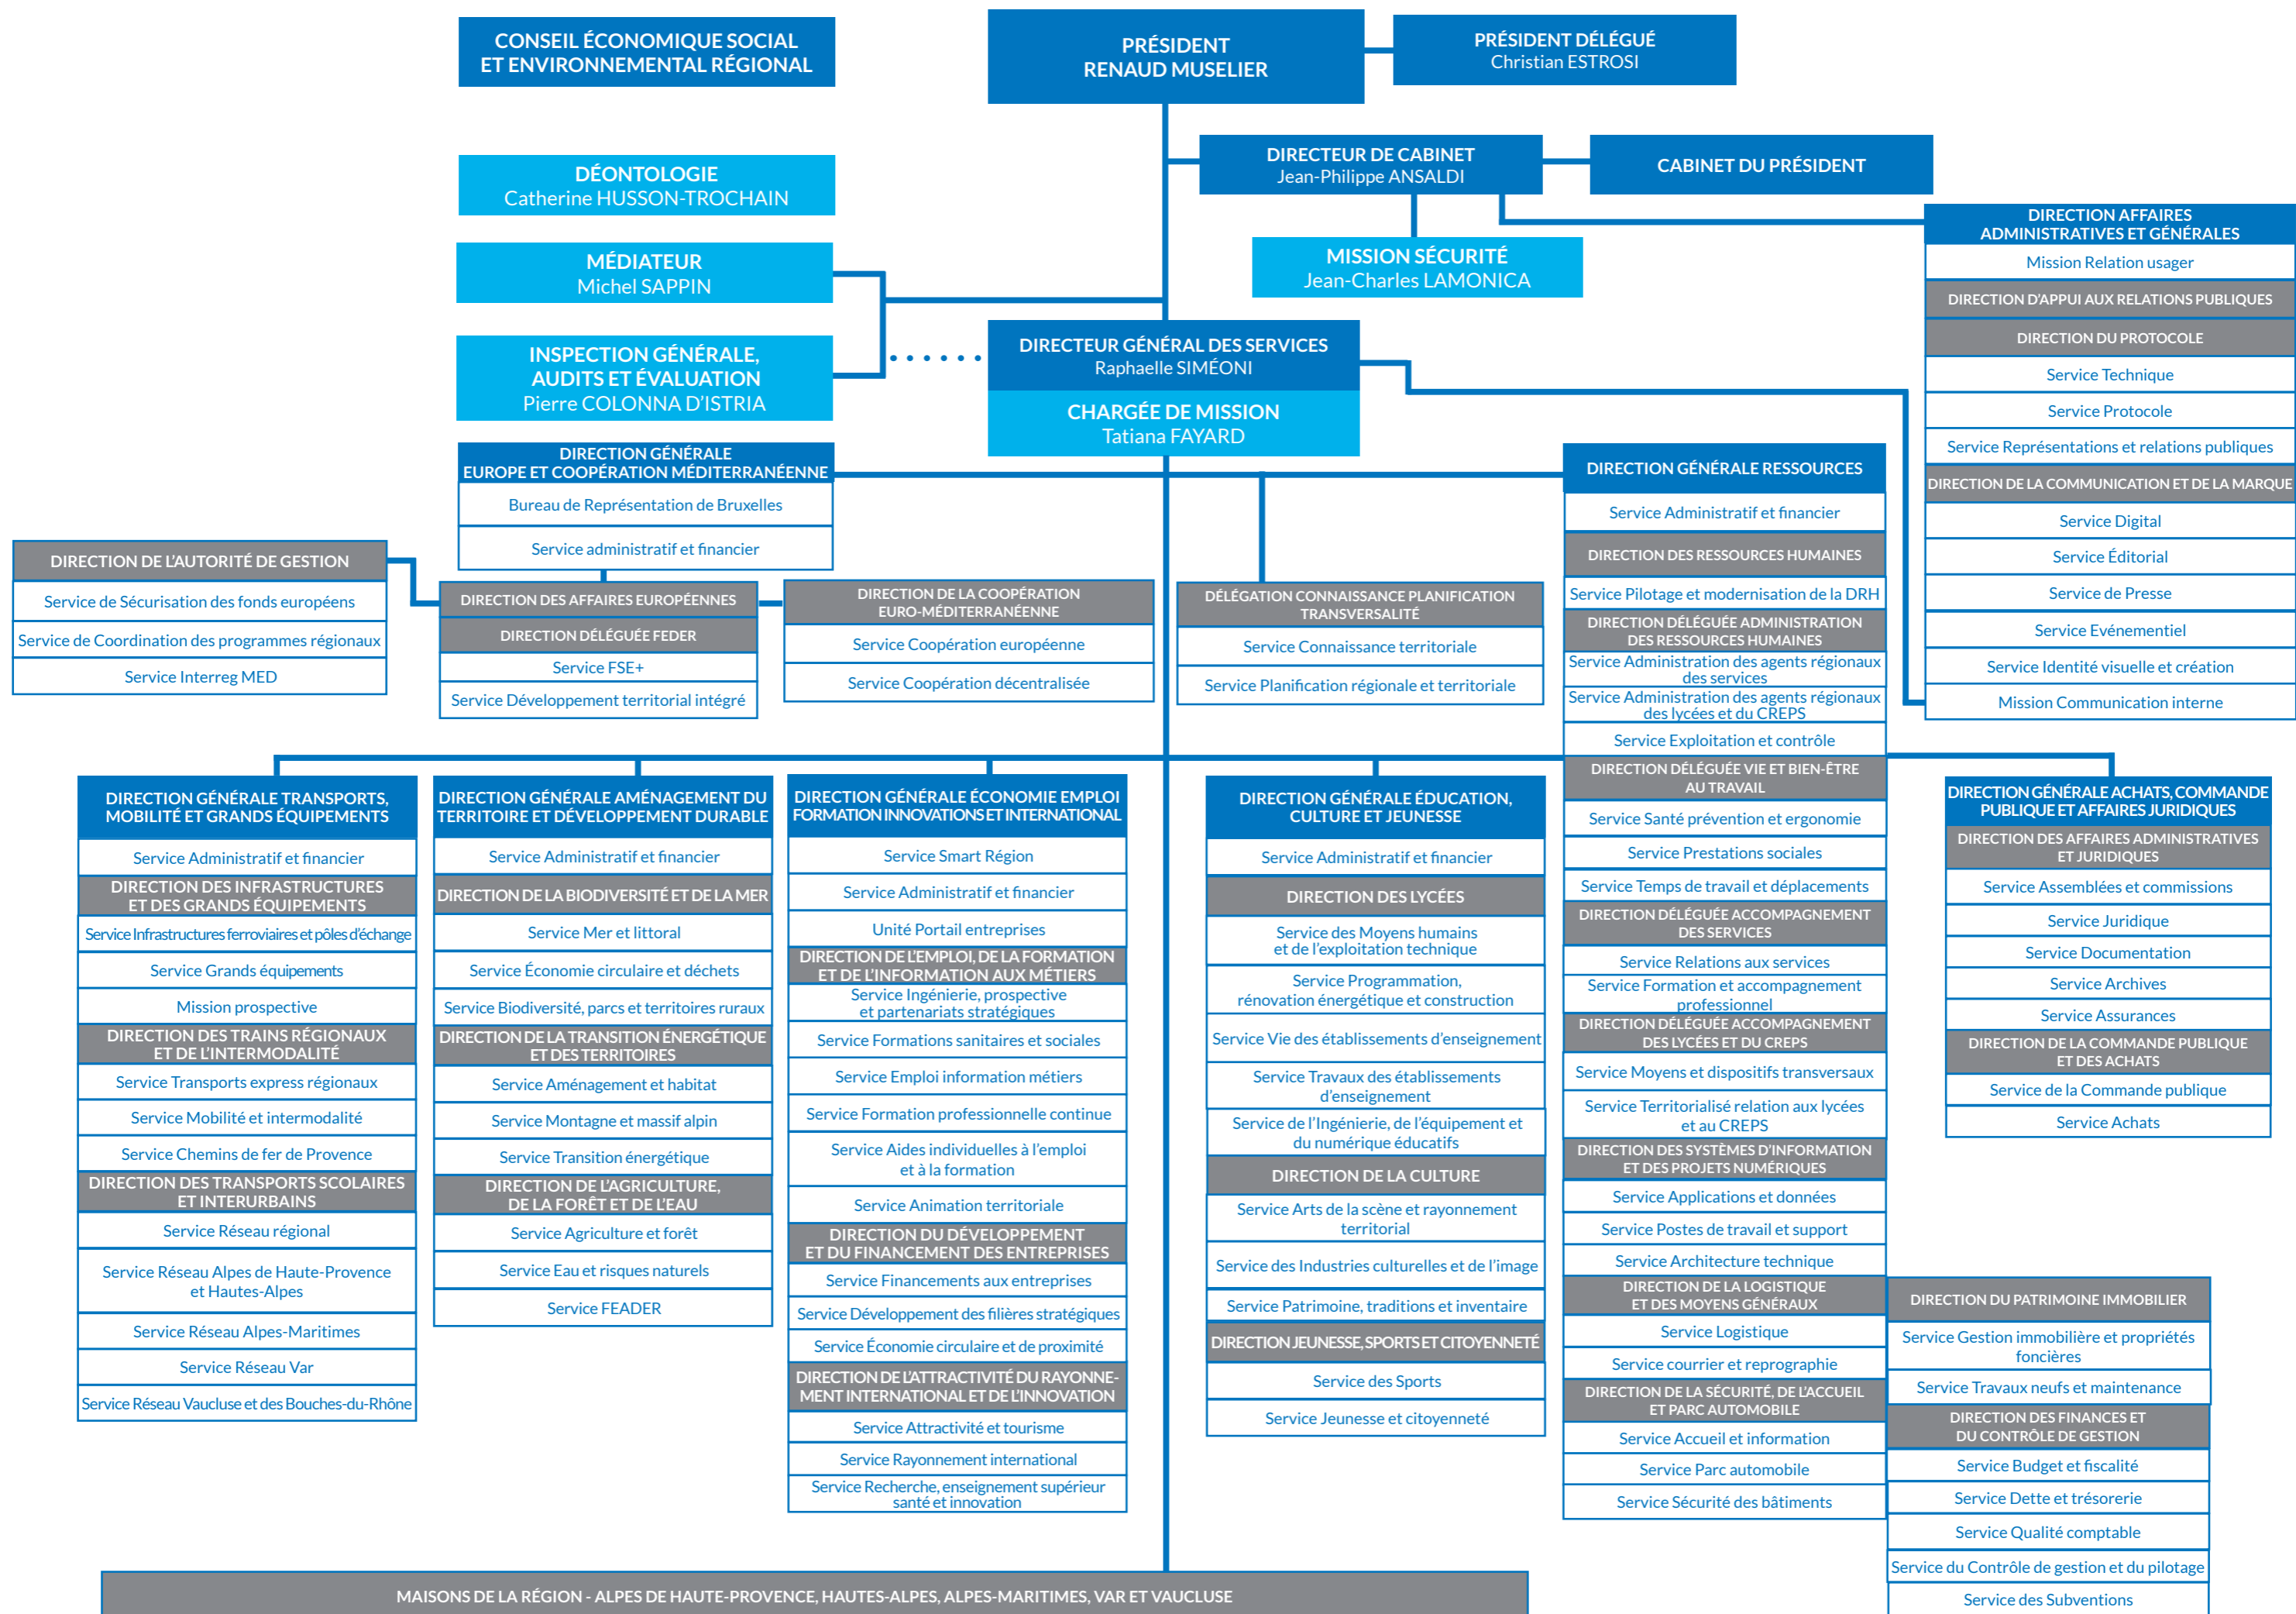 CONSEIL ÉCONOMIQUE SOCIAL
ET ENVIRONNEMENTAL RÉGIONAL
PRÉSIDENT
RENAUD MUSELIER
PRÉSIDENT DÉLÉGUÉ
Christian ESTROSI
DIRECTEUR DE CABINET
Jean-Philippe ANSALDI
CABINET DU PRÉSIDENT
DÉONTOLOGIE
Catherine HUSSON-TROCHAIN
MÉDIATEUR
Michel SAPPIN
MISSION SÉCURITÉ
Jean-Charles LAMONICA
INSPECTION GÉNÉRALE,
AUDITS ET ÉVALUATION
Pierre COLONNA D'ISTRIA
DIRECTEUR GÉNÉRAL DES SERVICES
Raphaelle SIMÉONI
CHARGÉE DE MISSION
Tatiana FAYARD
DIRECTION AFFAIRES
ADMINISTRATIVES ET GÉNÉRALES
Mission Relation usager
DIRECTION D'APPUI AUX RELATIONS PUBLIQUES
DIRECTION DU PROTOCOLE
Service Technique
Service Protocole
Service Représentations et relations publiques
DIRECTION DE LA COMMUNICATION ET DE LA MARQUE
Service Digital
Service Éditorial
Service de Presse
Service Evénementiel
Service Identité visuelle et création
Mission Communication interne
DIRECTION GÉNÉRALE
EUROPE ET COOPÉRATION MÉDITERRANÉENNE
Bureau de Représentation de Bruxelles
Service administratif et financier
DIRECTION DE L'AUTORITÉ DE GESTION
Service de Sécurisation des fonds européens
Service de Coordination des programmes régionaux
Service Interreg MED
DIRECTION DES AFFAIRES EUROPÉENNES
DIRECTION DÉLÉGUÉE FEDER
Service FSE+
Service Développement territorial intégré
DIRECTION DE LA COOPÉRATION
EURO-MÉDITERRANÉENNE
Service Coopération européenne
Service Coopération décentralisée
DÉLÉGATION CONNAISSANCE PLANIFICATION
TRANSVERSALITÉ
Service Connaissance territoriale
Service Planification régionale et territoriale
DIRECTION GÉNÉRALE RESSOURCES
Service Administratif et financier
DIRECTION DES RESSOURCES HUMAINES
Service Pilotage et modernisation de la DRH
DIRECTION DÉLÉGUÉE ADMINISTRATION
DES RESSOURCES HUMAINES
Service Administration des agents régionaux
des services
Service Administration des agents régionaux
des lycées et du CREPS
Service Exploitation et contrôle
DIRECTION DÉLÉGUÉE VIE ET BIEN-ÊTRE
AU TRAVAIL
Service Santé prévention et ergonomie
Service Prestations sociales
Service Temps de travail et déplacements
DIRECTION DÉLÉGUÉE ACCOMPAGNEMENT
DES SERVICES
Service Relations aux services
Service Formation et accompagnement
professionnel
DIRECTION DÉLÉGUÉE ACCOMPAGNEMENT
DES LYCÉES ET DU CREPS
Service Moyens et dispositifs transversaux
Service Territorialisé relation aux lycées
et au CREPS
DIRECTION DES SYSTÈMES D'INFORMATION
ET DES PROJETS NUMÉRIQUES
Service Applications et données
Service Postes de travail et support
Service Architecture technique
DIRECTION DE LA LOGISTIQUE
ET DES MOYENS GÉNÉRAUX
Service Logistique
Service courrier et reprographie
DIRECTION DE LA SÉCURITÉ, DE L'ACCUEIL
ET PARC AUTOMOBILE
Service Accueil et information
Service Parc automobile
Service Sécurité des bâtiments
DIRECTION DU PATRIMOINE IMMOBILIER
Service Gestion immobilière et propriétés
foncières
Service Travaux neufs et maintenance
DIRECTION DES FINANCES ET
DU CONTRÔLE DE GESTION
Service Budget et fiscalité
Service Dette et trésorerie
Service Qualité comptable
Service du Contrôle de gestion et du pilotage
Service des Subventions
DIRECTION GÉNÉRALE TRANSPORTS,
MOBILITÉ ET GRANDS ÉQUIPEMENTS
Service Administratif et financier
DIRECTION DES INFRASTRUCTURES
ET DES GRANDS ÉQUIPEMENTS
Service Infrastructures ferroviaires et pôles d'échange
Service Grands équipements
Mission prospective
DIRECTION DES TRAINS RÉGIONAUX
ET DE L'INTERMODALITÉ
Service Transports express régionaux
Service Mobilité et intermodalité
Service Chemins de fer de Provence
DIRECTION DES TRANSPORTS SCOLAIRES
ET INTERURBAINS
Service Réseau régional
Service Réseau Alpes de Haute-Provence
et Hautes-Alpes
Service Réseau Alpes-Maritimes
Service Réseau Var
Service Réseau Vaucluse et des Bouches-du-Rhône
DIRECTION GÉNÉRALE AMÉNAGEMENT DU
TERRITOIRE ET DÉVELOPPEMENT DURABLE
Service Administratif et financier
DIRECTION DE LA BIODIVERSITÉ ET DE LA MER
Service Mer et littoral
Service Économie circulaire et déchets
Service Biodiversité, parcs et territoires ruraux
DIRECTION DE LA TRANSITION ÉNERGÉTIQUE
ET DES TERRITOIRES
Service Aménagement et habitat
Service Montagne et massif alpin
Service Transition énergétique
DIRECTION DE L'AGRICULTURE,
DE LA FORÊT ET DE L'EAU
Service Agriculture et forêt
Service Eau et risques naturels
Service FEADER
DIRECTION GÉNÉRALE ÉCONOMIE EMPLOI
FORMATION INNOVATIONS ET INTERNATIONAL
Service Smart Région
Service Administratif et financier
Unité Portail entreprises
DIRECTION DE L'EMPLOI, DE LA FORMATION
ET DE L'INFORMATION AUX MÉTIERS
Service Ingénierie, prospective
et partenariats stratégiques
Service Formations sanitaires et sociales
Service Emploi information métiers
Service Formation professionnelle continue
Service Aides individuelles à l'emploi
et à la formation
Service Animation territoriale
DIRECTION DU DÉVELOPPEMENT
ET DU FINANCEMENT DES ENTREPRISES
Service Financements aux entreprises
Service Développement des filières stratégiques
Service Économie circulaire et de proximité
DIRECTION DE L'ATTRACTIVITÉ DU RAYONNE-
MENT INTERNATIONAL ET DE L'INNOVATION
Service Attractivité et tourisme
Service Rayonnement international
Service Recherche, enseignement supérieur
santé et innovation
DIRECTION GÉNÉRALE ÉDUCATION,
CULTURE ET JEUNESSE
Service Administratif et financier
DIRECTION DES LYCÉES
Service des Moyens humains
et de l'exploitation technique
Service Programmation,
rénovation énergétique et construction
Service Vie des établissements d'enseignement
Service Travaux des établissements
d'enseignement
Service de l'Ingénierie, de l'équipement et
du numérique éducatifs
DIRECTION DE LA CULTURE
Service Arts de la scène et rayonnement
territorial
Service des Industries culturelles et de l'image
Service Patrimoine, traditions et inventaire
DIRECTION JEUNESSE, SPORTS ET CITOYENNETÉ
Service des Sports
Service Jeunesse et citoyenneté
DIRECTION GÉNÉRALE ACHATS, COMMANDE
PUBLIQUE ET AFFAIRES JURIDIQUES
DIRECTION DES AFFAIRES ADMINISTRATIVES
ET JURIDIQUES
Service Assemblées et commissions
Service Juridique
Service Documentation
Service Archives
Service Assurances
DIRECTION DE LA COMMANDE PUBLIQUE
ET DES ACHATS
Service de la Commande publique
Service Achats
MAISONS DE LA RÉGION - ALPES DE HAUTE-PROVENCE, HAUTES-ALPES, ALPES-MARITIMES, VAR ET VAUCLUSE